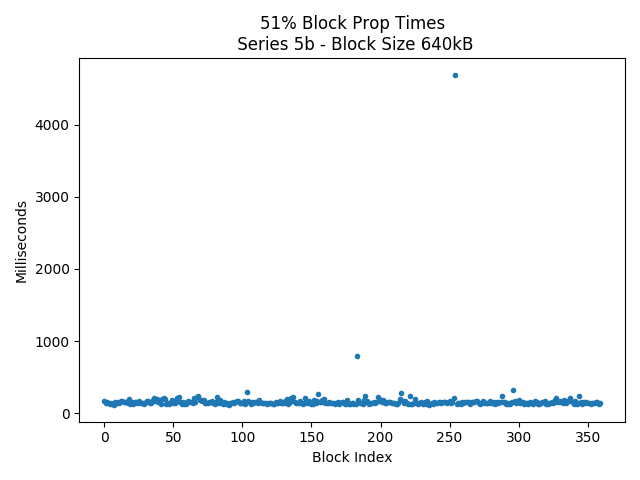 51% Block Prop Times
Series 5b - Block Size 640kB
Milliseconds
4000
3000
2000
1000
0
0 50 100 150 200 250 300 350
Block Index